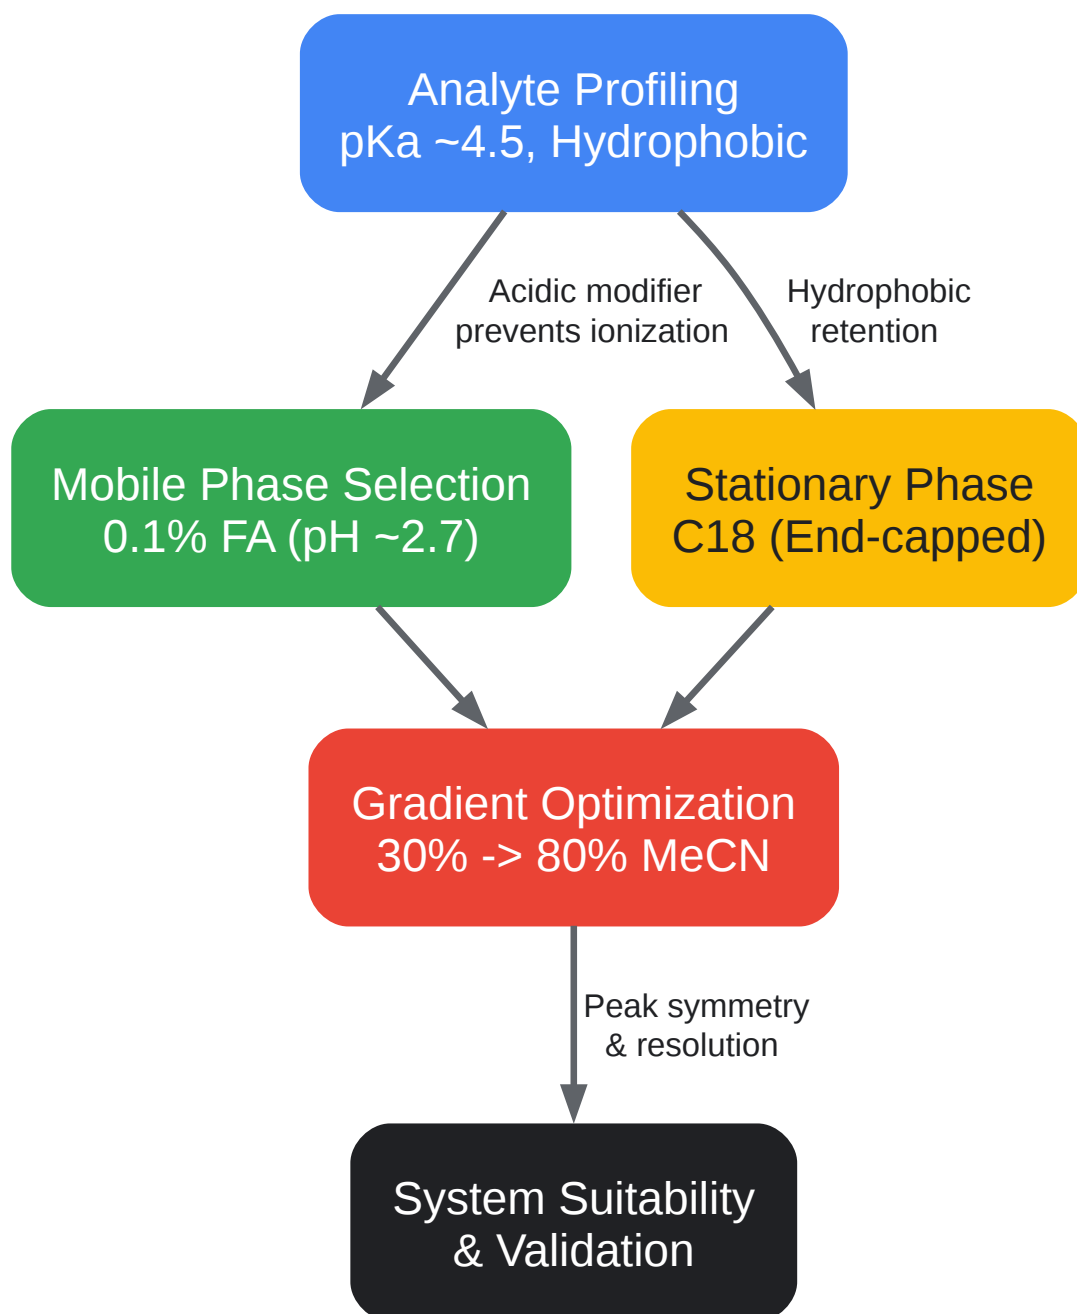 Analyte Profiling
pKa ~4.5, Hydrophobic
Acidic modifier
prevents ionization
Hydrophobic
retention
Mobile Phase Selection
0.1% FA (pH ~2.7)
Stationary Phase
C18 (End-capped)
Gradient Optimization
30% -> 80% MeCN
Peak symmetry
& resolution
System Suitability
& Validation